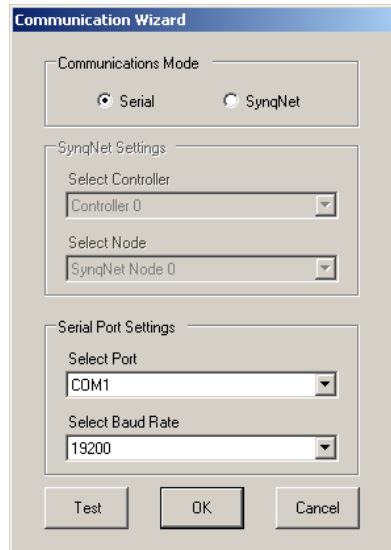 Communication Wizard
Communications Mode
Serial SynqNet
SynqNet Settings
Select Controller
Controller 0
Select Node
SynqNet Node 0
Serial Port Settings
Select Port
COM1
Select Baud Rate
19200
Test OK Cancel